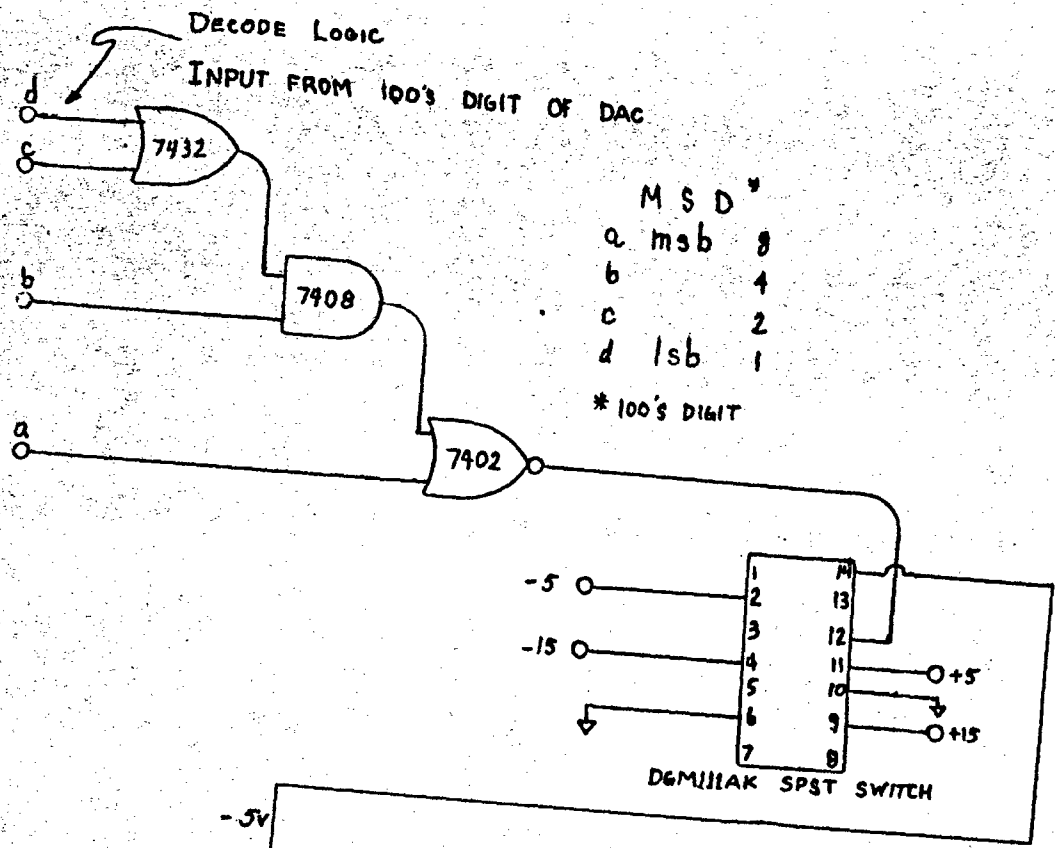 DECODE LOGIC
INPUT FROM 100's DIGIT OF DAC
d
c
7432
M S D *
a msb 8
b 4
c 2
d lsb 1
* 100's DIGIT
b
7408
a
7402
-5
-15
1
2
3
4
5
6
7
14
13
12
11
10
9
8
+5
+15
DGM111AK SPST SWITCH
-5V